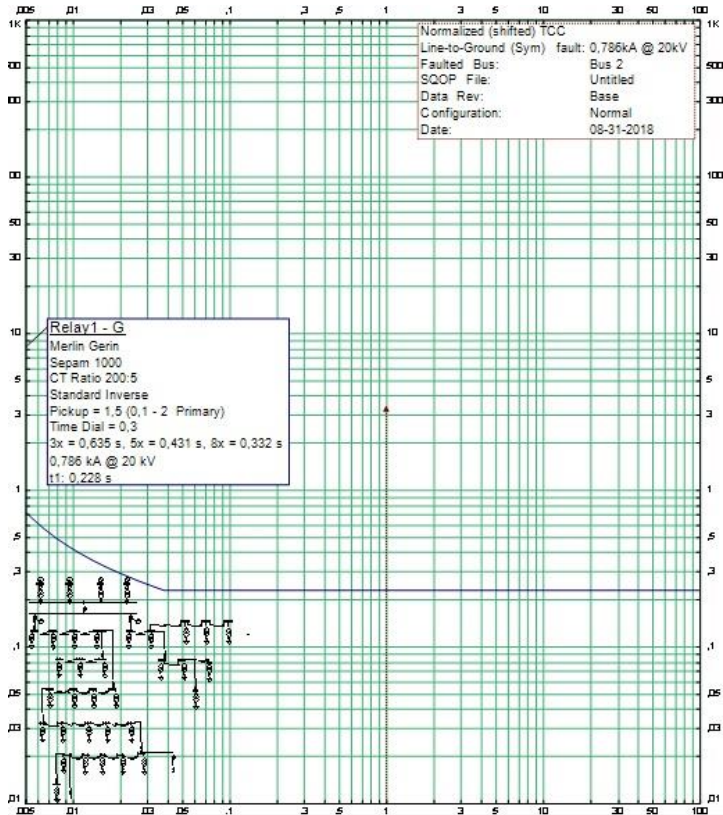 ,005 ,01 ,03 ,05 ,1 ,3 ,5 1 3 5 10 30 50 100
1K 1K
Normalized (shifted) TCC
Line-to-Ground (Sym) fault: 0,786kA @ 20kV
Faulted Bus: Bus 2
SQOP File: Untitled
Data Rev: Base
Configuration: Normal
Date: 08-31-2018
50 50
30 30
10 10
Relay1 - G
Merlin Gerin
Sepam 1000
CT Ratio 200:5
Standard Inverse
Pickup = 1,5 (0,1 - 2 Primary)
Time Dial = 0,3
3x = 0,635 s, 5x = 0,431 s, 8x = 0,332 s
0,786 kA @ 20 kV
t1: 0,228 s
5 5
3 3
1 1
,5 ,5
,3 ,3
,1 ,1
,05 ,05
,03 ,03
,01 ,01
,005 ,01 ,03 ,05 ,1 ,3 ,5 1 3 5 10 30 50 100